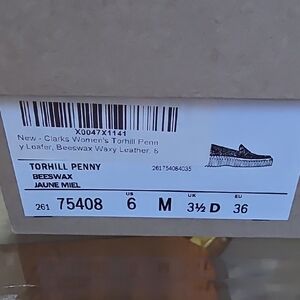 X0047X1141
New - Clarks Women's Torhill Penn
y Loafer, Beeswax Waxy Leather, 6
TORHILL PENNY
261754084035
BEESWAX
JAUNE MIEL
US UK EU
261 75408 6 M 3½ D 36